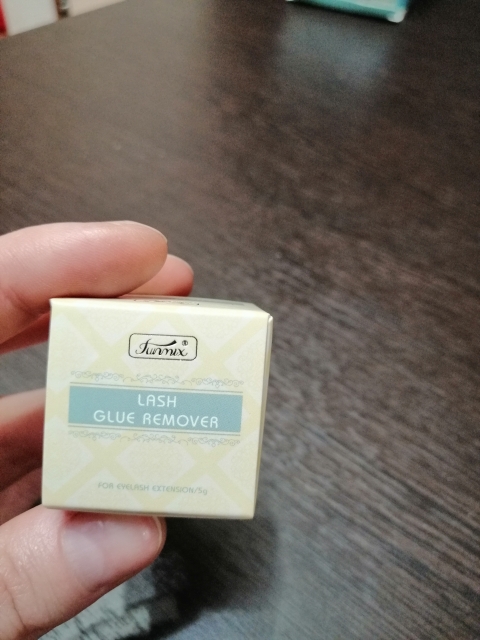 Funmix®
LASH
GLUE REMOVER
FOR EYELASH EXTENSION/5g